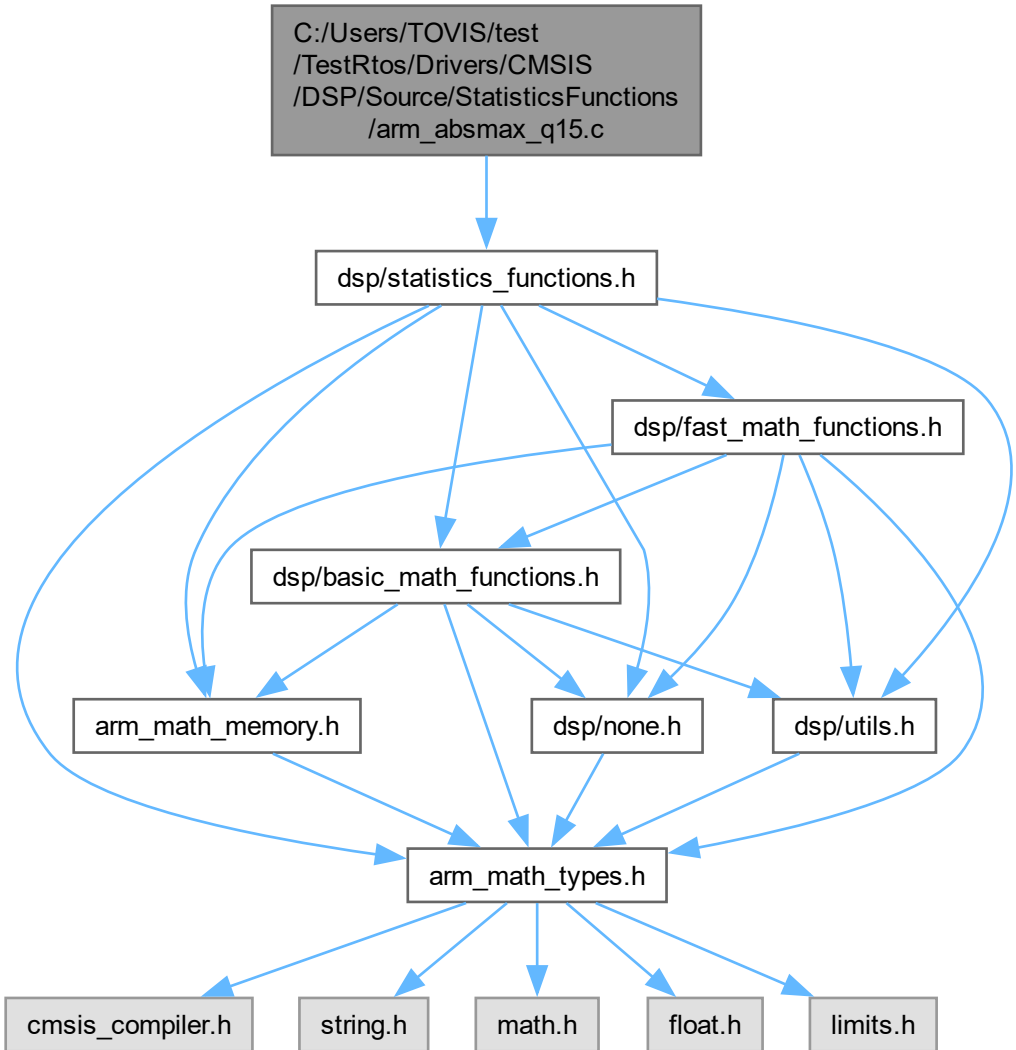 C:/Users/TOVIS/test
/TestRtos/Drivers/CMSIS
/DSP/Source/StatisticsFunctions
/arm_absmax_q15.c
dsp/statistics_functions.h
dsp/fast_math_functions.h
dsp/basic_math_functions.h
arm_math_memory.h
dsp/none.h
dsp/utils.h
arm_math_types.h
cmsis_compiler.h
string.h
math.h
float.h
limits.h